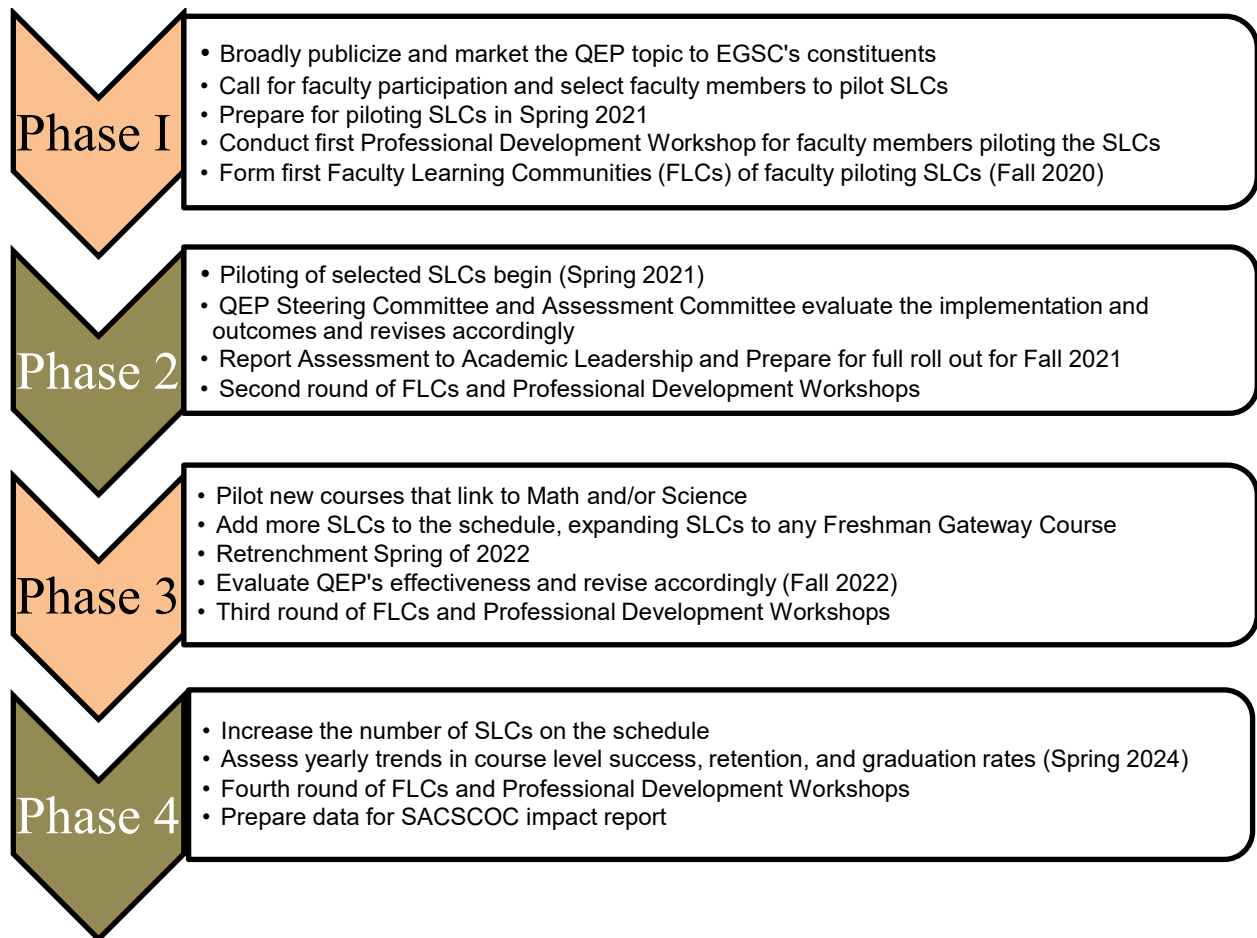 Phase I
• Broadly publicize and market the QEP topic to EGSC's constituents
• Call for faculty participation and select faculty members to pilot SLCs
• Prepare for piloting SLCs in Spring 2021
• Conduct first Professional Development Workshop for faculty members piloting the SLCs
• Form first Faculty Learning Communities (FLCs) of faculty piloting SLCs (Fall 2020)
Phase 2
• Piloting of selected SLCs begin (Spring 2021)
• QEP Steering Committee and Assessment Committee evaluate the implementation and
outcomes and revises accordingly
• Report Assessment to Academic Leadership and Prepare for full roll out for Fall 2021
• Second round of FLCs and Professional Development Workshops
Phase 3
• Pilot new courses that link to Math and/or Science
• Add more SLCs to the schedule, expanding SLCs to any Freshman Gateway Course
• Retrenchment Spring of 2022
• Evaluate QEP's effectiveness and revise accordingly (Fall 2022)
• Third round of FLCs and Professional Development Workshops
Phase 4
• Increase the number of SLCs on the schedule
• Assess yearly trends in course level success, retention, and graduation rates (Spring 2024)
• Fourth round of FLCs and Professional Development Workshops
• Prepare data for SACSCOC impact report